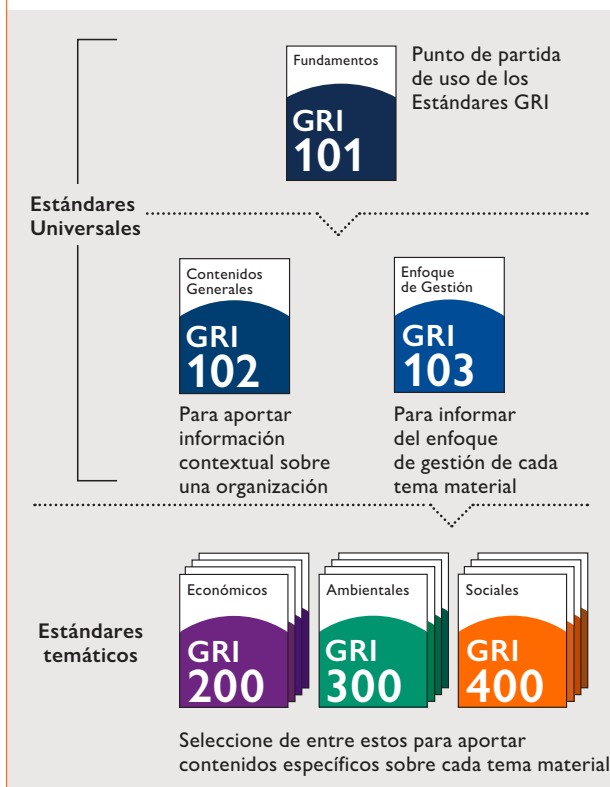 Fundamentos
GRI
101
Punto de partida
de uso de los
Estándares GRI
Estándares
Universales
Contenidos
Generales
GRI
102
Para aportar
información
contextual sobre
una organización
Enfoque
de Gestión
GRI
103
Para informar
del enfoque
de gestión de cada
tema material
Estándares
temáticos
Económicos
GRI
200
Ambientales
GRI
300
Sociales
GRI
400
Seleccione de entre estos para aportar
contenidos específicos sobre cada tema material